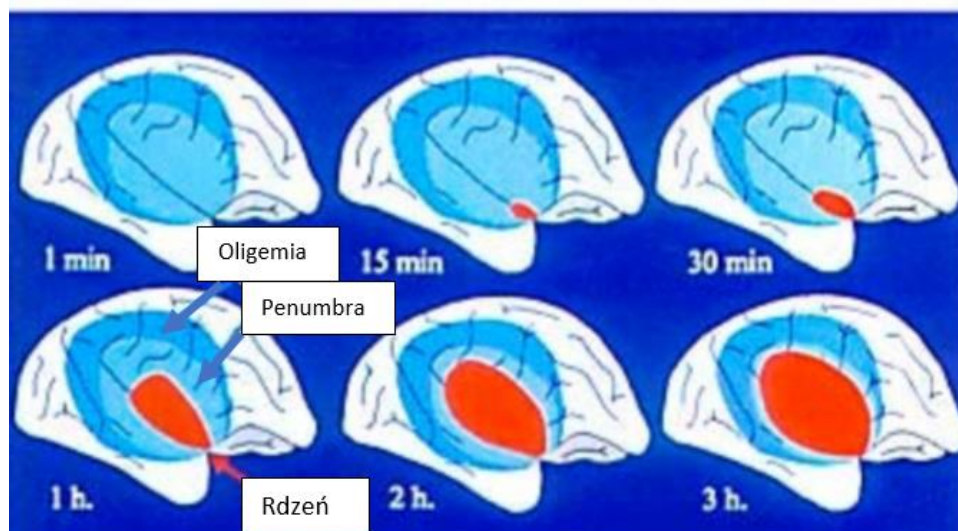 1 min
15 min
30 min
Oligemia
Penumbra
1 h.
2 h.
3 h.
Rdzeń